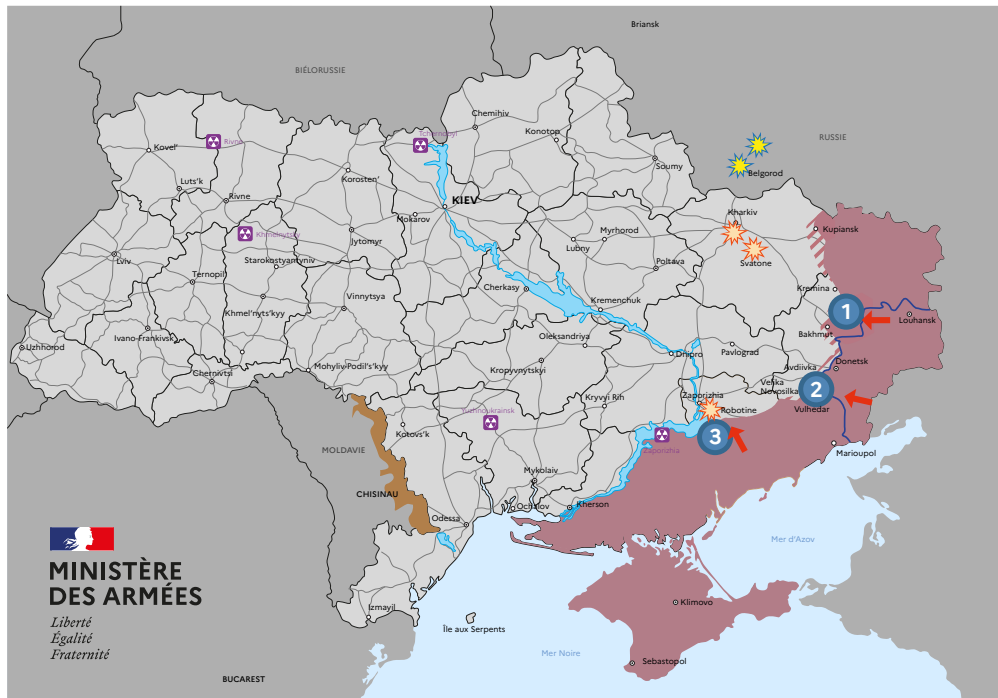 Briansk
BIÉLORUSSIE
RUSSIE
Chemihiv
Konotop
Tchernobyl
Kovel'
Rivne
Soumy
Belgorod
Korosten'
Luts'k
Rivne
KIEV
Mokarov
Kharkiv
Kupiansk
Khmelnytsky
Jytomyr
Myrhorod
Lubny
Svatone
Lviv
Starokostyantyniv
Poltava
Ternopil
Cherkasy
Kremina
Vinnytsya
Kremenchuk
1
Khmel'nyts'kyy
Louhansk
Ivano-Frankivsk
Oleksandriya
Bakhmut
Uzhhorod
Dnipro
Pavlograd
Donetsk
Mohyliv-Podil's'kyy
Kropyvnytskyi
Avdiivka
Chernivtsi
Velika
Novosilka
2
Kryvyi Rih
Zaporizhia
Robotine
Vulhedar
Yuzhnoukrainsk
Kotovs'k
3
MOLDAVIE
Zaporizhia
Marioupol
Mykolaiv
CHISINAU
Ochakov
Kherson
Odessa
Mer d'Azov
MINISTÈRE
DES ARMÉES
Liberté
Égalité
Fraternité
Klimovo
Izmayil
Île aux Serpents
Mer Noire
Sebastopol
BUCAREST